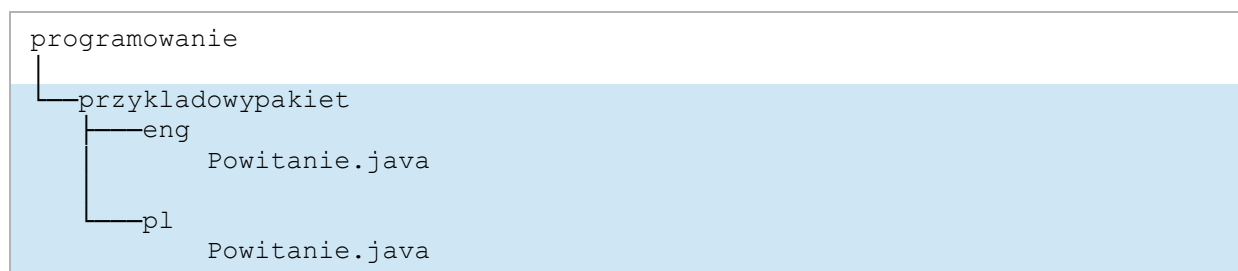 programowanie
przykladowypakiet
eng
Powitanie.java
pl
Powitanie.java